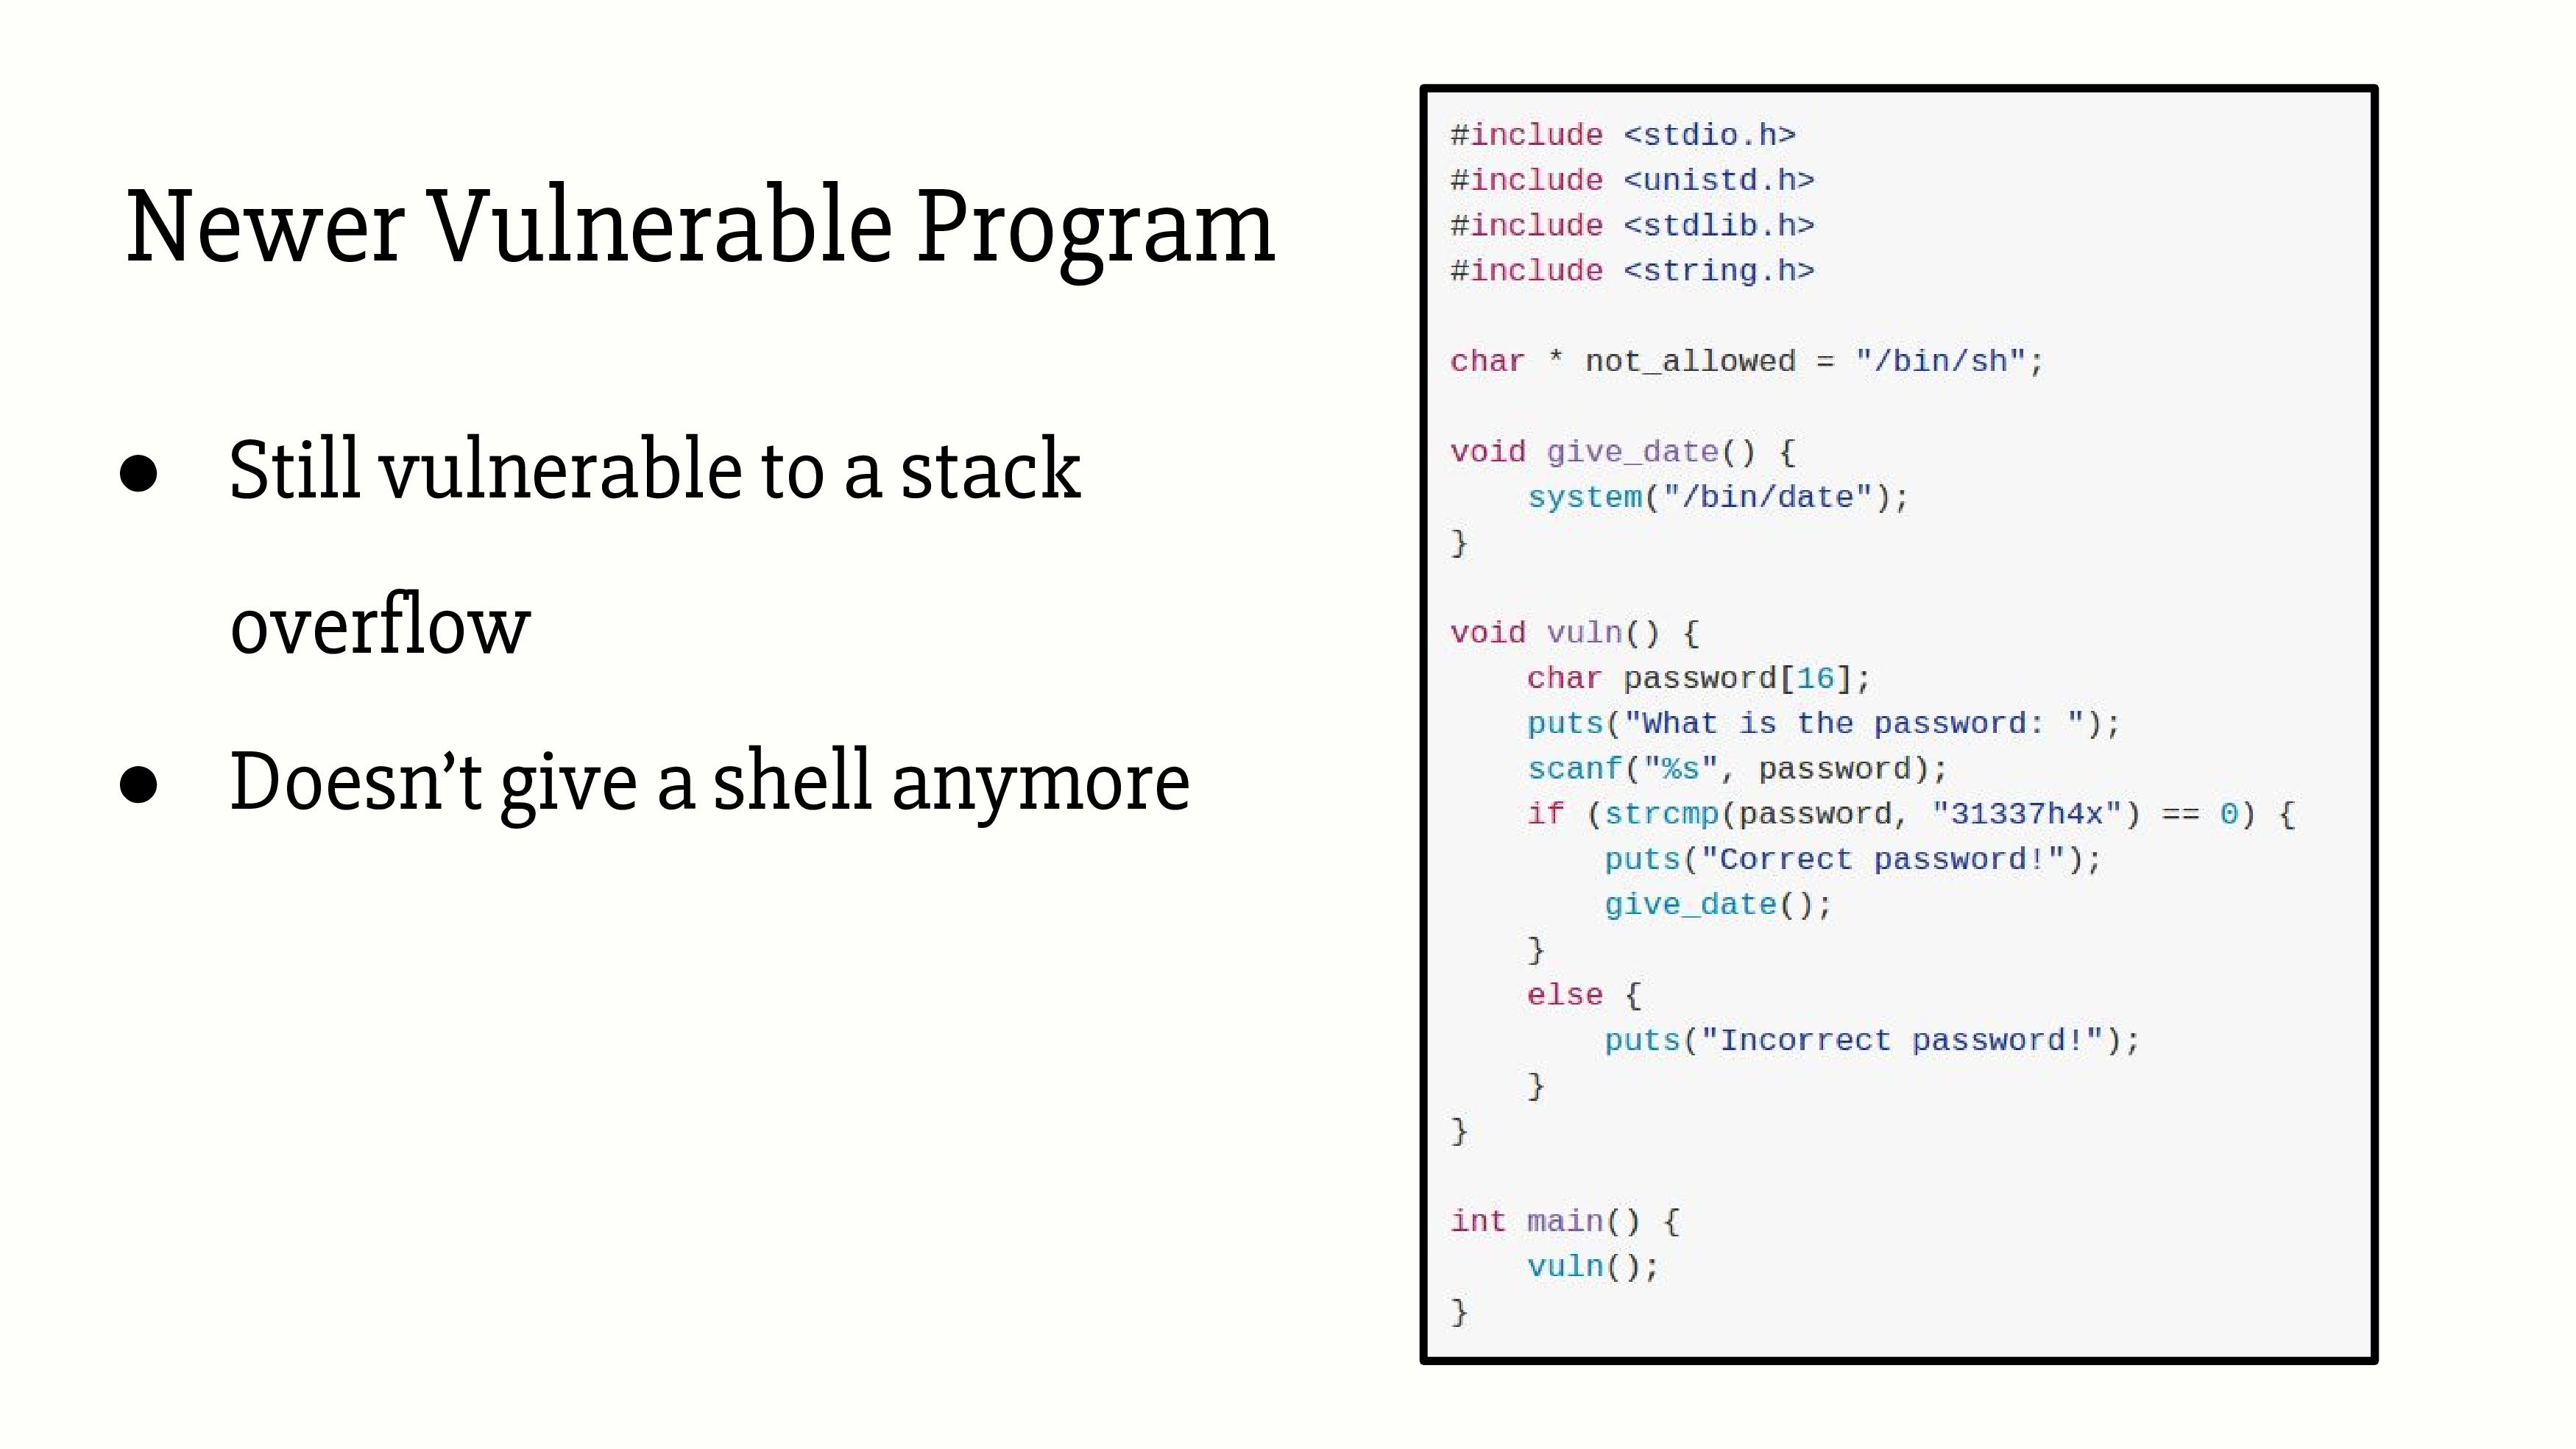 Newer Vulnerable Program
● Still vulnerable to a stack
overflow
● Doesn’t give a shell anymore
#include <stdio.h>
#include <unistd.h>
#include <stdlib.h>
#include <string.h>

char * not_allowed = "/bin/sh";

void give_date() {
    system("/bin/date");
}

void vuln() {
    char password[16];
    puts("What is the password: ");
    scanf("%s", password);
    if (strcmp(password, "31337h4x") == 0) {
        puts("Correct password!");
        give_date();
    }
    else {
        puts("Incorrect password!");
    }
}

int main() {
    vuln();
}